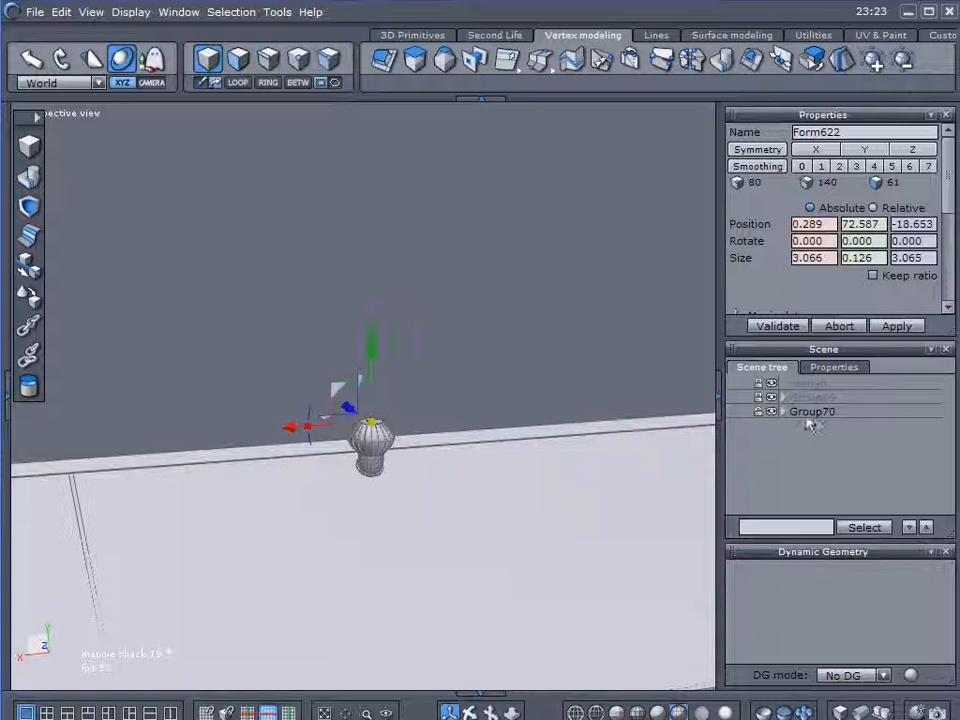 File Edit View Display Window Selection Tools Help 23:23
3D Primitives Second Life Vertex modeling Lines Surface modeling Utilities UV & Paint Custo
World XYZ CAMERA LOOP RING BETW
pective view
Properties
Name Form622
Symmetry X Y Z
Smoothing 0 1 2 3 4 5 6 7
80 140 61
Absolute Relative
Position 0.289 72.587 -18.653
Rotate 0.000 0.000 0.000
Size 3.066 0.126 3.065
Keep ratio
Validate Abort Apply
Scene
Scene tree Properties
Group70
Select
Dynamic Geometry
DG mode: No DG
Y
Z
X